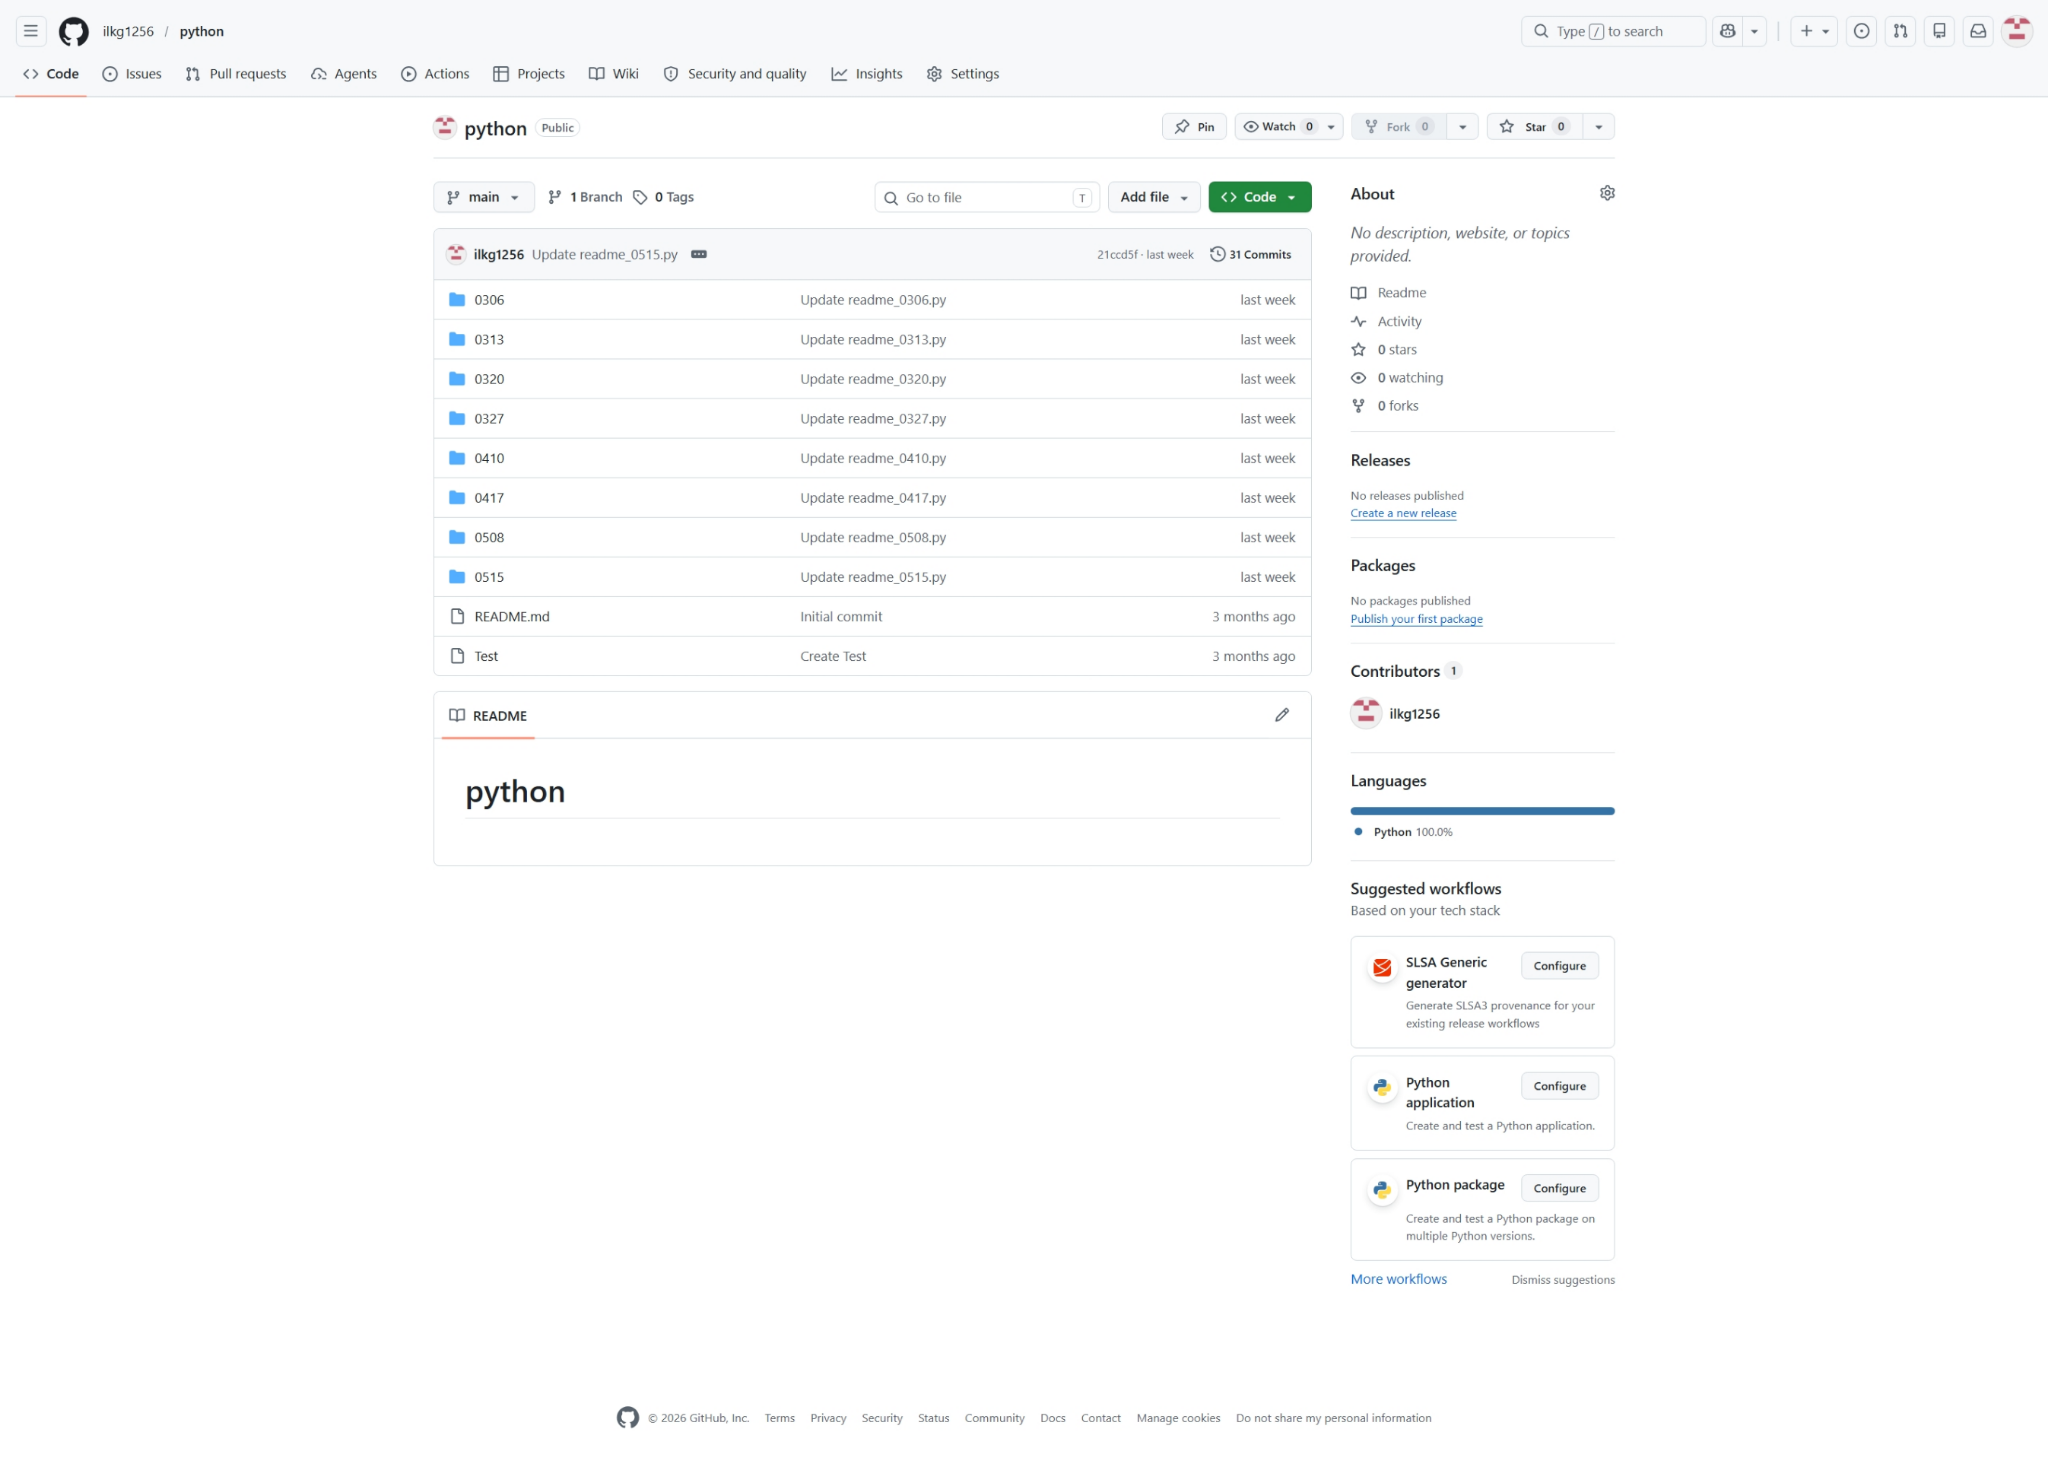 ilkg1256 / python
Type / to search
Code Issues Pull requests Agents Actions Projects Wiki Security and quality Insights Settings
python Public
Pin Watch 0 Fork 0 Star 0
main 1 Branch 0 Tags Go to file T Add file Code
ilkg1256 Update readme_0515.py 21ccd5f · last week 31 Commits
0306 Update readme_0306.py last week
0313 Update readme_0313.py last week
0320 Update readme_0320.py last week
0327 Update readme_0327.py last week
0410 Update readme_0410.py last week
0417 Update readme_0417.py last week
0508 Update readme_0508.py last week
0515 Update readme_0515.py last week
README.md Initial commit 3 months ago
Test Create Test 3 months ago
README
python
About
No description, website, or topics
provided.
Readme
Activity
0 stars
0 watching
0 forks
Releases
No releases published
Create a new release
Packages
No packages published
Publish your first package
Contributors 1
ilkg1256
Languages
Python 100.0%
Suggested workflows
Based on your tech stack
SLSA Generic
generator
Configure
Generate SLSA3 provenance for your
existing release workflows
Python
application
Configure
Create and test a Python application.
Python package
Configure
Create and test a Python package on
multiple Python versions.
More workflows Dismiss suggestions
© 2026 GitHub, Inc. Terms Privacy Security Status Community Docs Contact Manage cookies Do not share my personal information